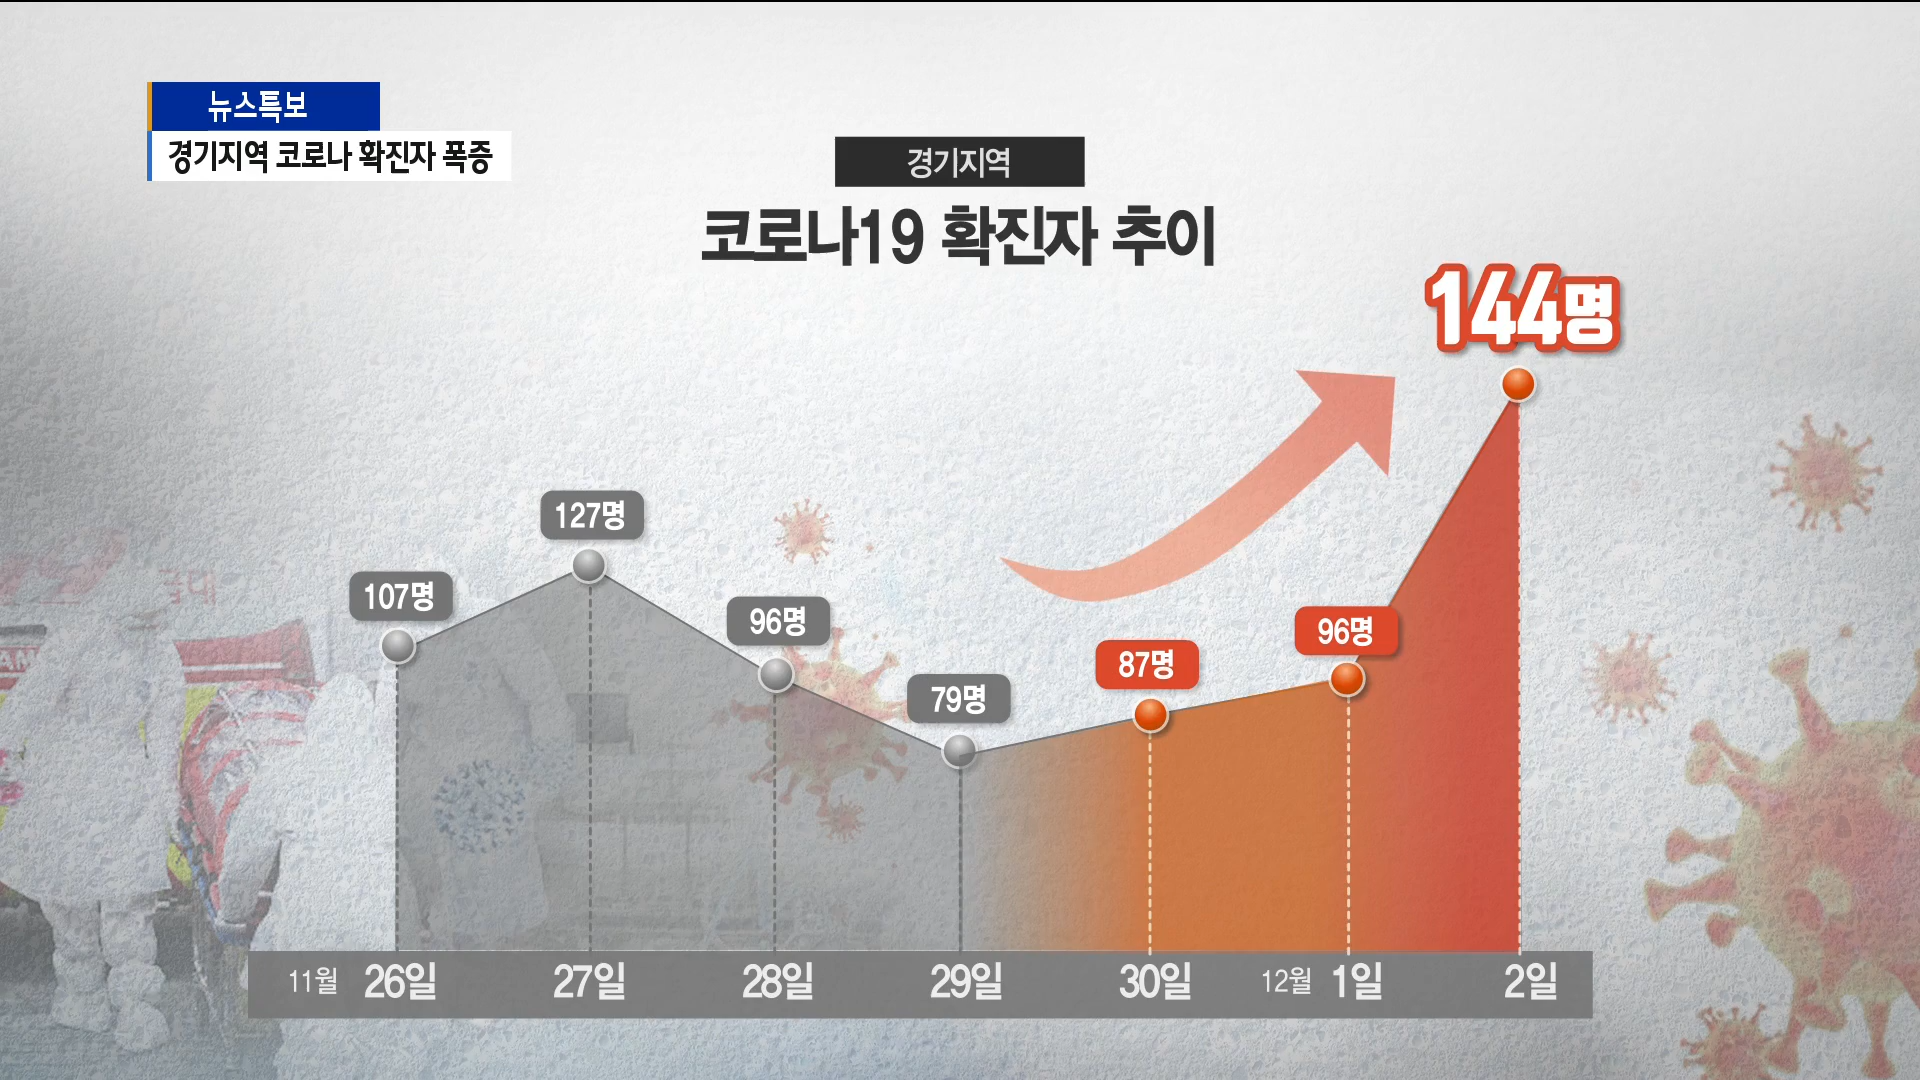 뉴스특보
경기지역 코로나 확진자 폭증
경기지역
코로나19 확진자 추이
107명
127명
96명
79명
87명
96명
144명
11월 26일 27일 28일 29일 30일 12월 1일 2일